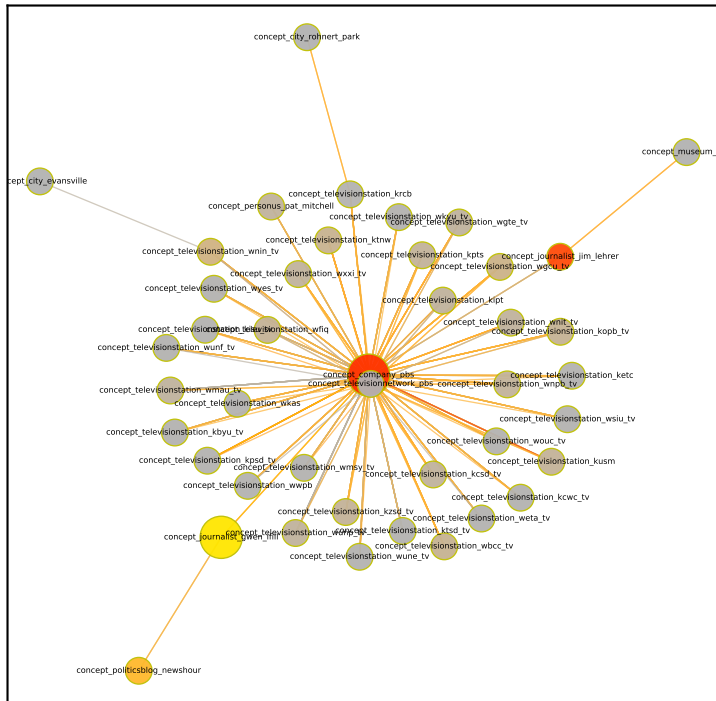 concept_city_rohnert_park
concept_museum_
cept_city_evansville
concept_televisionstation_krcb
concept_personus_pat_mitchell
concept_televisionstation_wkyu_tv
concept_televisionstation_wgte_tv
concept_televisionstation_ktnw
concept_televisionstation_wnin_tv
concept_televisionstation_kpts
concept_journalist_jim_lehrer
concept_televisionstation_wgcu_tv
concept_televisionstation_wxxi_tv
concept_televisionstation_wyes_tv
concept_televisionstation_klpt
concept_televisionstation_wnit_tv
concept_televisionstation_wfiq
concept_televisionstation_kopb_tv
concept_televisionstation_wunf_tv
concept_company_pbs
concept_televisionnetwork_pbs
concept_televisionstation_ketc
concept_televisionstation_wnpb_tv
concept_televisionstation_wmau_tv
concept_televisionstation_wkas
concept_televisionstation_wsiu_tv
concept_televisionstation_kbyu_tv
concept_televisionstation_wouc_tv
concept_televisionstation_kpsd_tv
concept_televisionstation_kusm
concept_televisionstation_wmsy_tv
concept_televisionstation_kcsd_tv
concept_televisionstation_wwpb
concept_televisionstation_kcwc_tv
concept_televisionstation_kzsd_tv
concept_televisionstation_weta_tv
concept_televisionstation_ktsd_tv
concept_journalist_gwen_ifill
concept_televisionstation_wbcc_tv
concept_televisionstation_wune_tv
concept_politicsblog_newshour